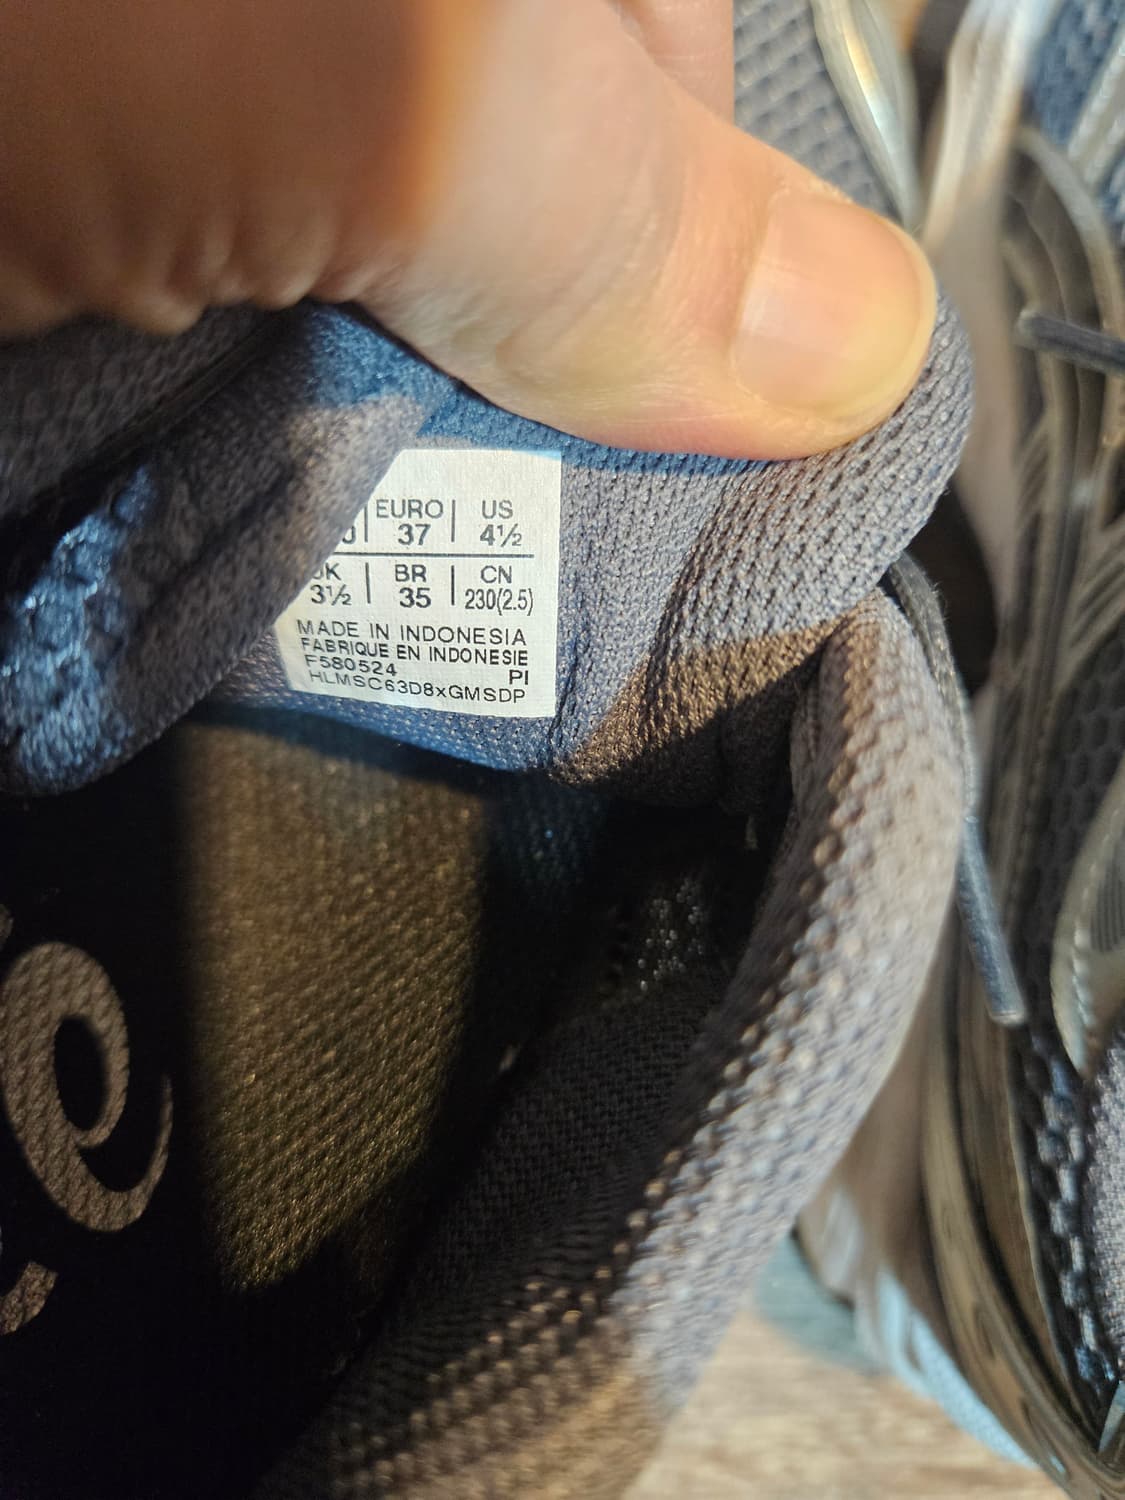 EURO US
37 4½
UK BR CN
3½ 35 230(2.5)
MADE IN INDONESIA
FABRIQUE EN INDONESIE
F580524 PI
HLMSC63D8xGMSDP